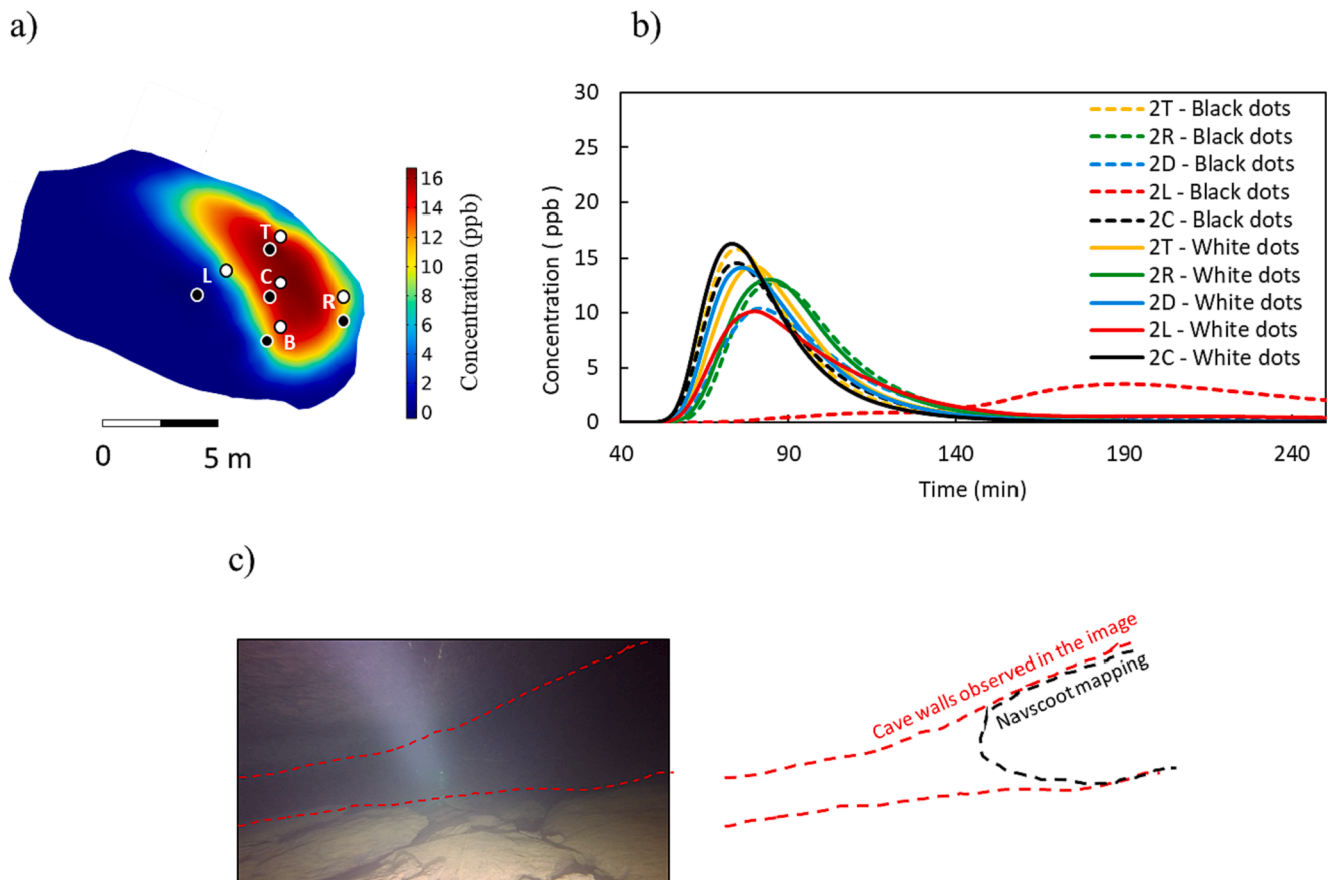 a)
T
L
C
R
B
16
14
12
10
8
6
4
2
0
Concentration (ppb)
0 5 m
b)
30
25
20
15
10
5
0
Concentration ( ppb )
40 90 140 190 240
Time (min)
2T - Black dots
2R - Black dots
2D - Black dots
2L - Black dots
2C - Black dots
2T - White dots
2R - White dots
2D - White dots
2L - White dots
2C - White dots
c)
Cave walls observed in the image
Navscoot mapping